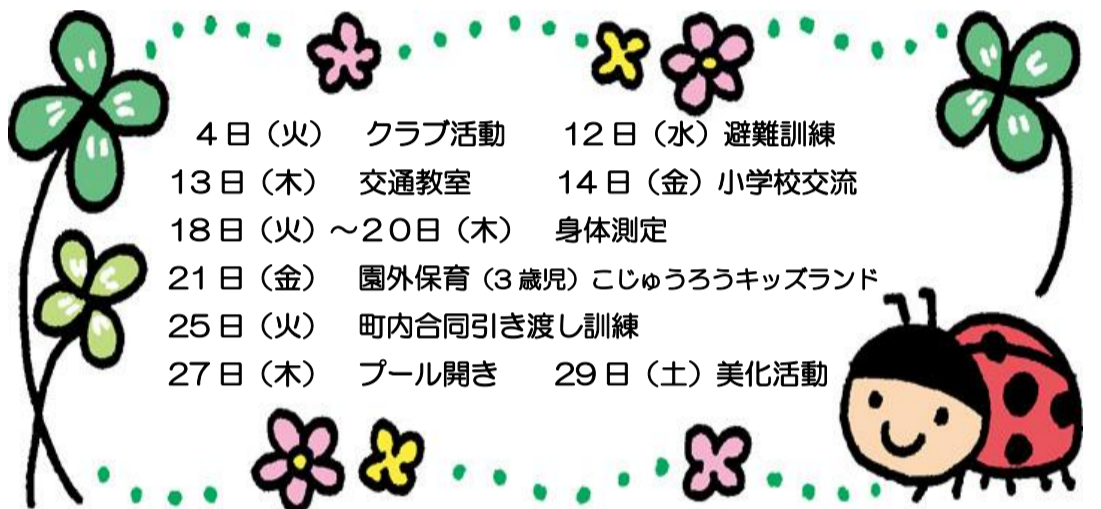 ４日（火）　クラブ活動　１２日（水）避難訓練
１３日（木）　交通教室　１４日（金）小学校交流
１８日（火）～２０日（木）　身体測定
２１日（金）　園外保育（３歳児）こじゅうろうキッズランド
２５日（火）　町内合同引き渡し訓練
２７日（木）　プール開き　２９日（土）美化活動